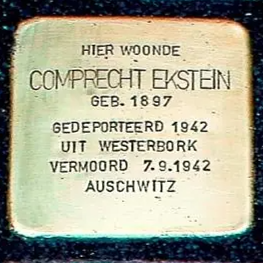 HIER WOONDE
COMPRECHT EKSTEIN
GEB. 1897
GEDEPORTEERD 1942
UIT WESTERBORK
VERMOORD 7.9.1942
AUSCHWITZ